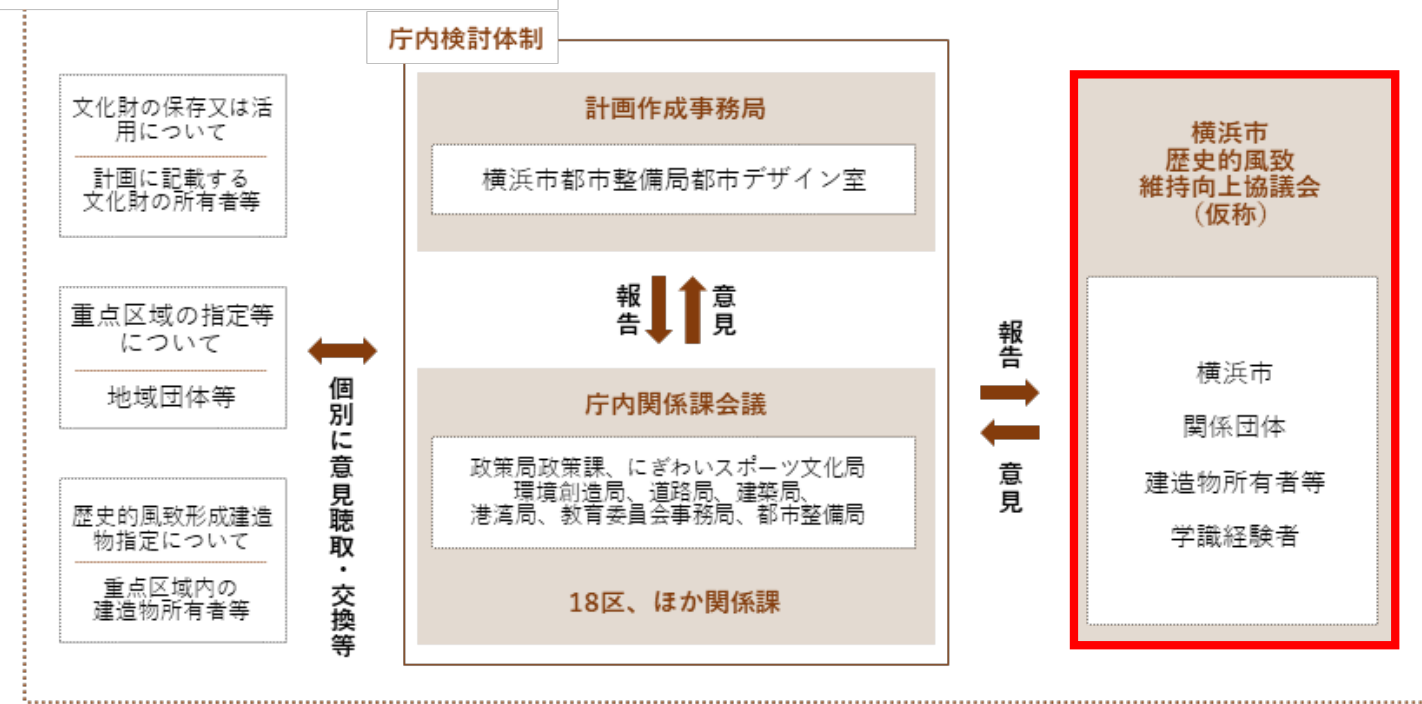 庁内検討体制
文化財の保存又は活
用について
計画に記載する
文化財の所有者等
重点区域の指定等
について
地域団体等
歴史的風致形成建造
物指定について
重点区域内の
建造物所有者等
個別に意見聴取・交換等
計画作成事務局
横浜市都市整備局都市デザイン室
報告
意見
庁内関係課会議
政策局政策課、にぎわいスポーツ文化局
環境創造局、道路局、建築局、
港湾局、教育委員会事務局、都市整備局
18区、ほか関係課
報告
意見
横浜市
歴史的風致
維持向上協議会
（仮称）
横浜市
関係団体
建造物所有者等
学識経験者